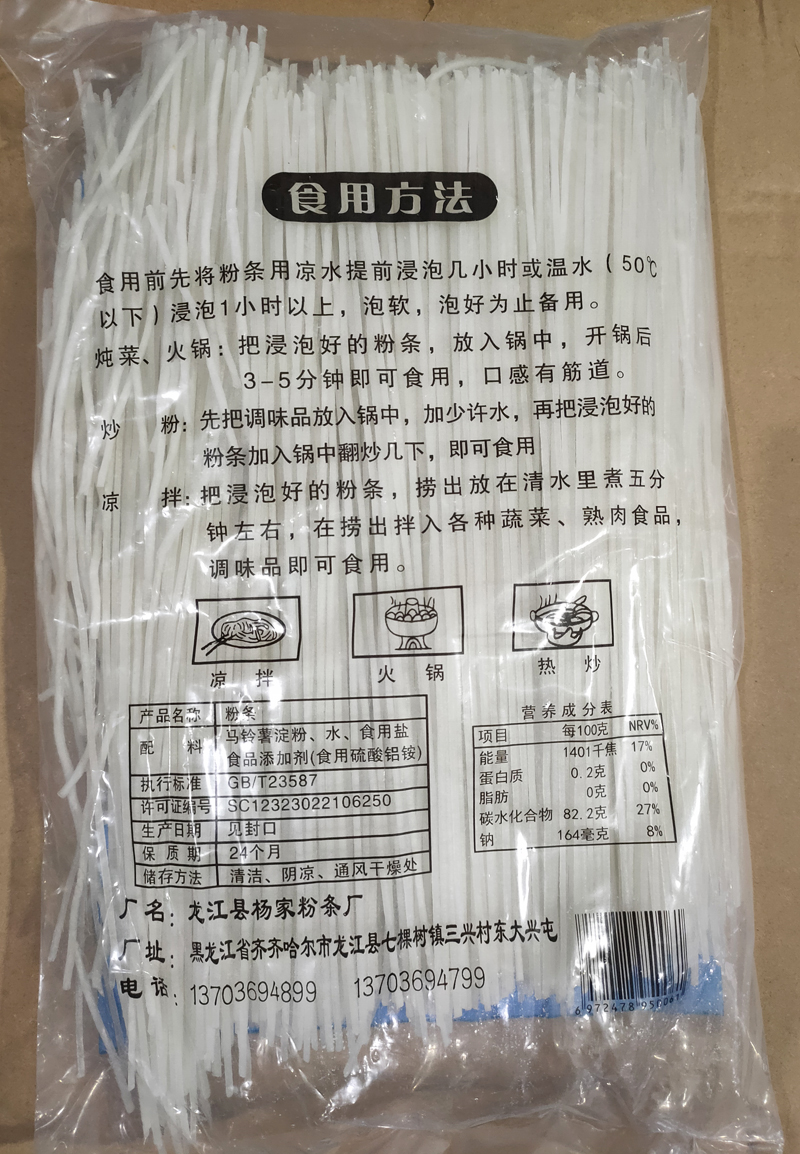 食用方法
食用前先将粉条用凉水提前浸泡几小时或温水(50℃
以下)浸泡1小时以上，泡软，泡好为止备用。
炖菜、火锅：把浸泡好的粉条，放入锅中，开锅后
3-5分钟即可食用，口感有筋道。
炒 粉：先把调味品放入锅中，加少许水，再把浸泡好的
粉条加入锅中翻炒几下，即可食用
凉 拌：把浸泡好的粉条，捞出放在清水里煮五分
钟左右，在捞出拌入各种蔬菜、熟肉食品，
调味品即可食用。
凉 拌 火 锅 热 炒
产品名称 粉条
配 料 马铃薯淀粉、水、食用盐
食品添加剂(食用硫酸铝铵)
执行标准 GB/T23587
许可证编号 SC12323022106250
生产日期 见封口
保 质 期 24个月
储存方法 清洁、阴凉、通风干燥处
营养成分表
项目 每100克 NRV%
能量 1401千焦 17%
蛋白质 0.2克 0%
脂肪 0克 0%
碳水化合物 82.2克 27%
钠 164毫克 8%
厂名：龙江县杨家粉条厂
厂址：黑龙江省齐齐哈尔市龙江县七棵树镇三兴村东大兴屯
电话：13703694899 13703694799